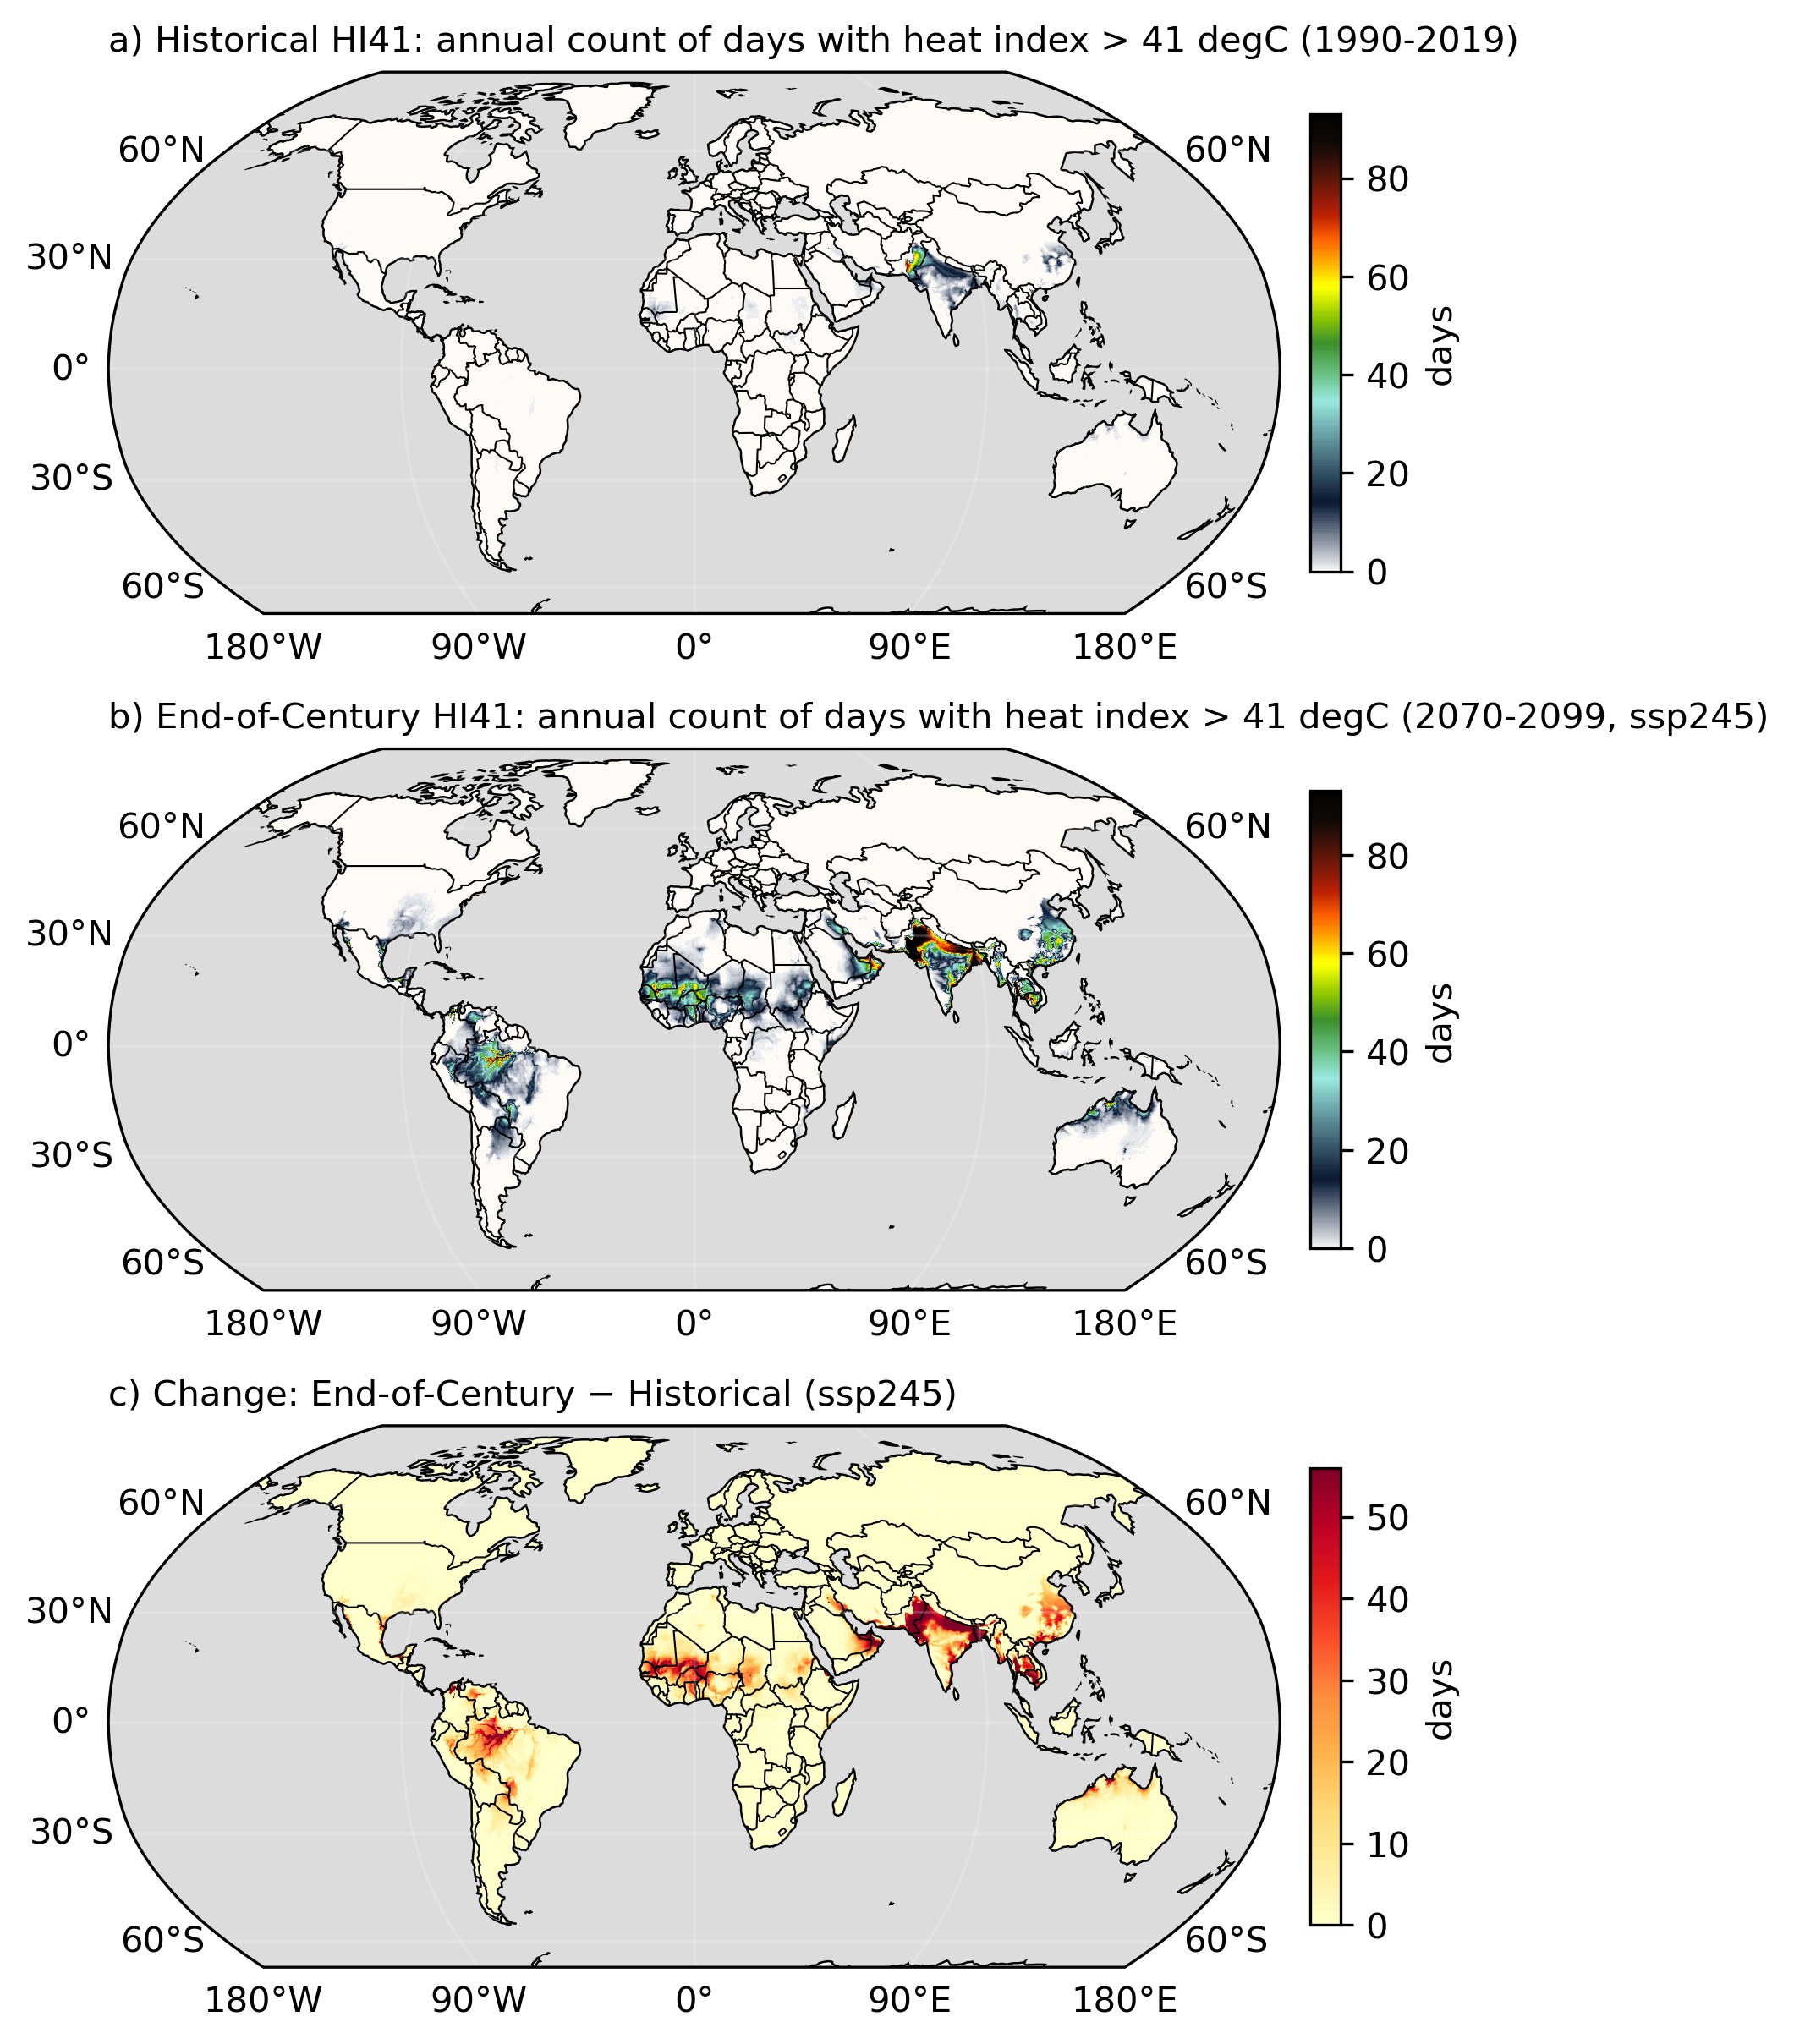 a) Historical HI41: annual count of days with heat index > 41 degC (1990-2019)
60°N 60°N
30°N
0°
30°S
60°S 60°S
180°W 90°W 0° 90°E 180°E
80
60
40
20
0
days
b) End-of-Century HI41: annual count of days with heat index > 41 degC (2070-2099, ssp245)
60°N 60°N
30°N
0°
30°S
60°S 60°S
180°W 90°W 0° 90°E 180°E
80
60
40
20
0
days
c) Change: End-of-Century − Historical (ssp245)
60°N 60°N
30°N
0°
30°S
60°S 60°S
180°W 90°W 0° 90°E 180°E
50
40
30
20
10
0
days